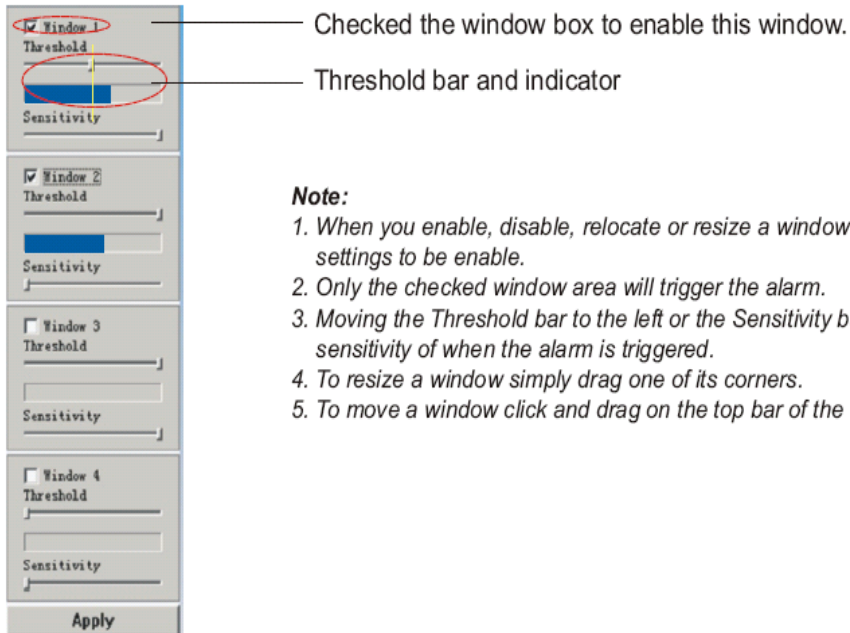 Window 1
Threshold
Sensitivity
Window 2
Threshold
Sensitivity
Window 3
Threshold
Sensitivity
Window 4
Threshold
Sensitivity
Apply
Checked the window box to enable this window.
Threshold bar and indicator
Note:
1. When you enable, disable, relocate or resize a window
settings to be enable.
2. Only the checked window area will trigger the alarm.
3. Moving the Threshold bar to the left or the Sensitivity b
sensitivity of when the alarm is triggered.
4. To resize a window simply drag one of its corners.
5. To move a window click and drag on the top bar of the